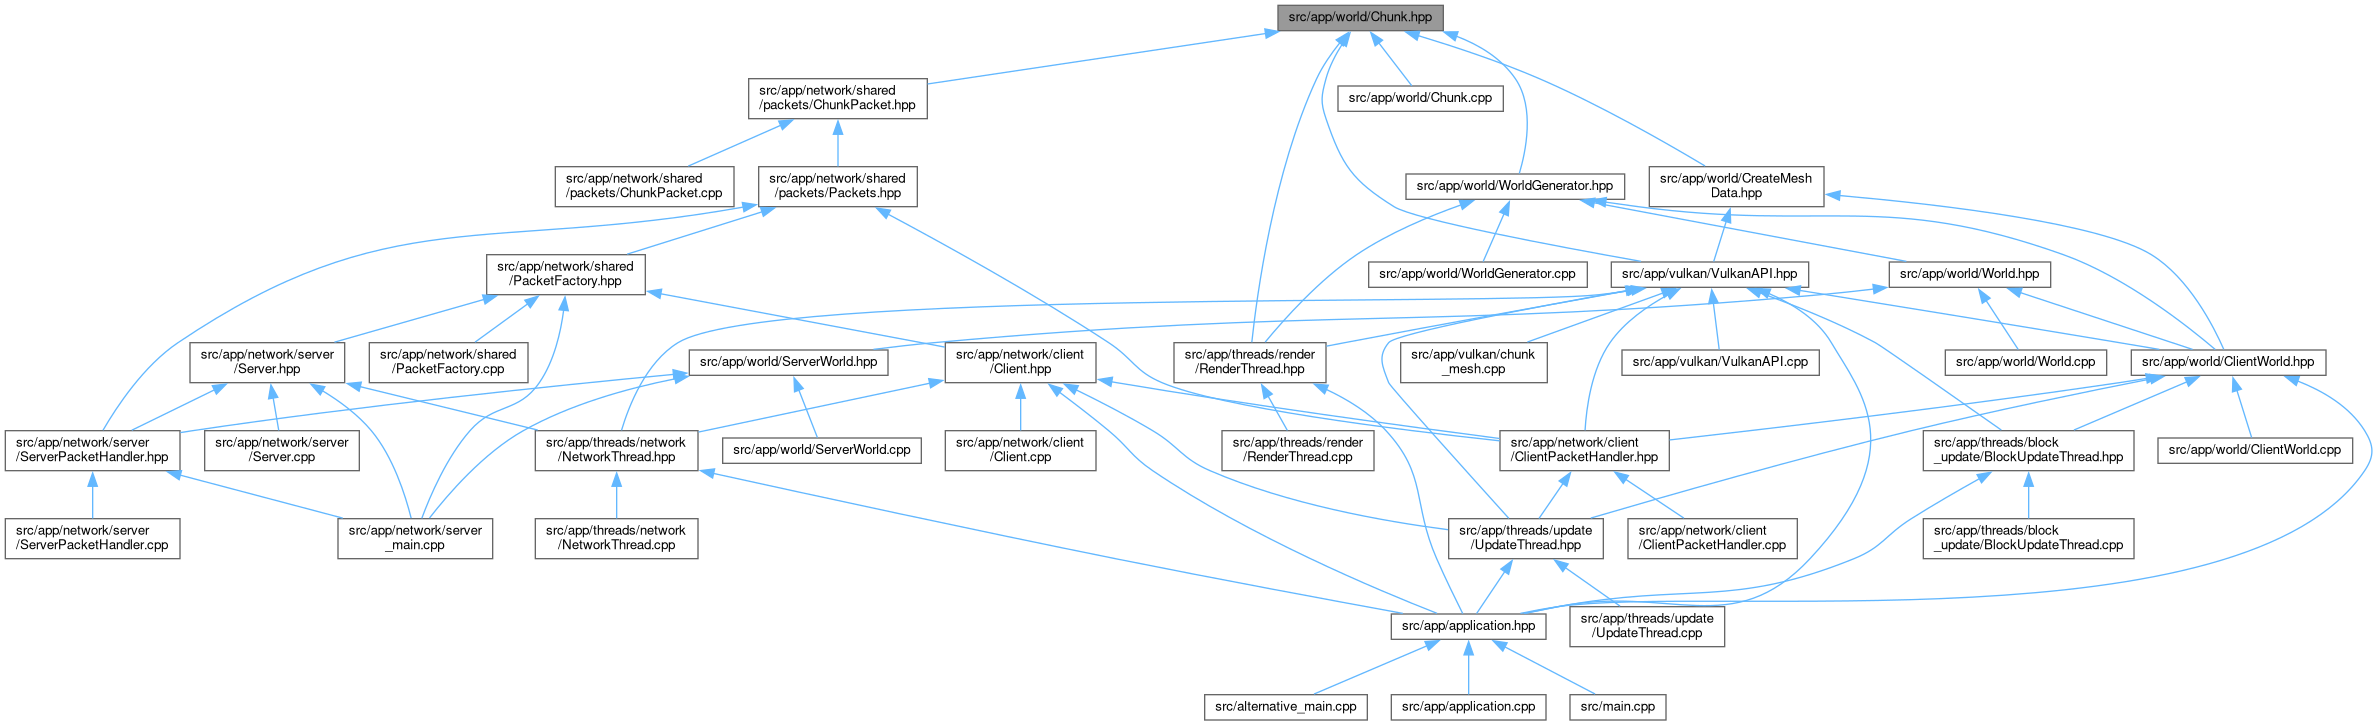 src/app/world/Chunk.hpp
src/app/network/shared
/packets/ChunkPacket.hpp
src/app/world/Chunk.cpp
src/app/network/shared
/packets/ChunkPacket.cpp
src/app/network/shared
/packets/Packets.hpp
src/app/world/WorldGenerator.hpp
src/app/world/CreateMesh
Data.hpp
src/app/network/shared
/PacketFactory.hpp
src/app/world/WorldGenerator.cpp
src/app/vulkan/VulkanAPI.hpp
src/app/world/World.hpp
src/app/network/server
/Server.hpp
src/app/network/shared
/PacketFactory.cpp
src/app/world/ServerWorld.hpp
src/app/network/client
/Client.hpp
src/app/threads/render
/RenderThread.hpp
src/app/vulkan/chunk
_mesh.cpp
src/app/vulkan/VulkanAPI.cpp
src/app/world/World.cpp
src/app/world/ClientWorld.hpp
src/app/network/server
/ServerPacketHandler.hpp
src/app/network/server
/Server.cpp
src/app/threads/network
/NetworkThread.hpp
src/app/world/ServerWorld.cpp
src/app/network/client
/Client.cpp
src/app/threads/render
/RenderThread.cpp
src/app/network/client
/ClientPacketHandler.hpp
src/app/threads/block
_update/BlockUpdateThread.hpp
src/app/world/ClientWorld.cpp
src/app/network/server
/ServerPacketHandler.cpp
src/app/network/server
_main.cpp
src/app/threads/network
/NetworkThread.cpp
src/app/threads/update
/UpdateThread.hpp
src/app/network/client
/ClientPacketHandler.cpp
src/app/threads/block
_update/BlockUpdateThread.cpp
src/app/application.hpp
src/app/threads/update
/UpdateThread.cpp
src/alternative_main.cpp
src/app/application.cpp
src/main.cpp